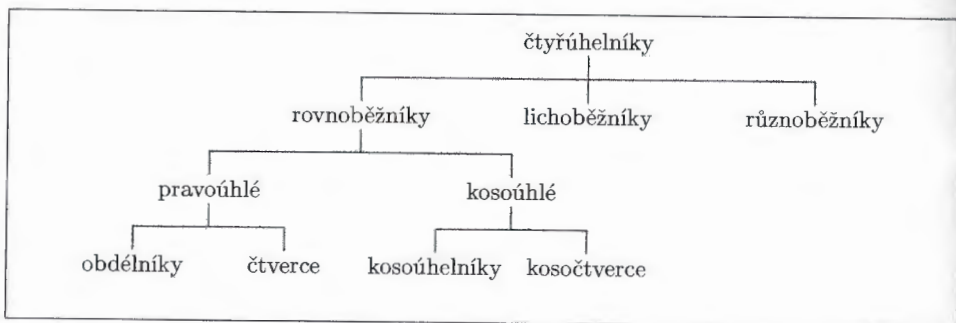 čtyřúhelníky
rovnoběžníky lichoběžníky různoběžníky
pravoúhlé kosoúhlé
obdélníky čtverce kosoúhelníky kosočtverce